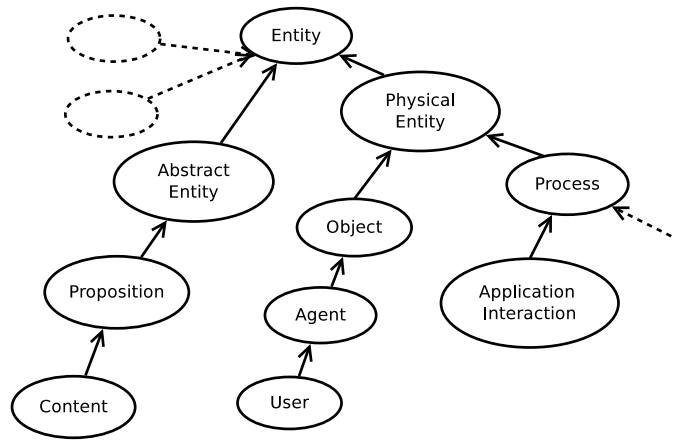 Entity
Physical
Entity
Abstract
Entity
Process
Object
Proposition
Application
Interaction
Agent
Content
User